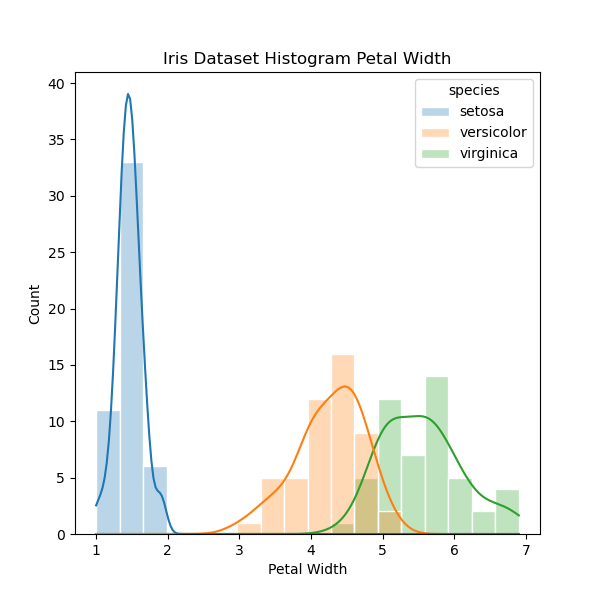 Iris Dataset Histogram Petal Width
species
setosa
versicolor
virginica
40
35
30
25
20
15
10
5
0
Count
1 2 3 4 5 6 7
Petal Width